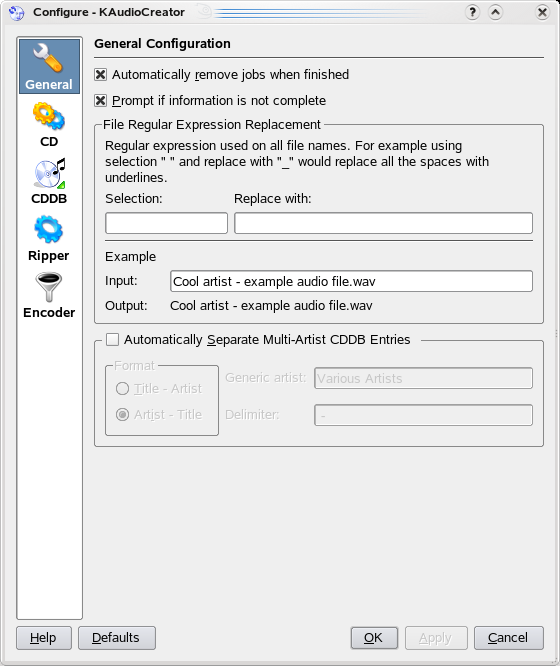 Configure - KAudioCreator
?
General
CD
CDDB
Ripper
Encoder
General Configuration
Automatically remove jobs when finished
Prompt if information is not complete
File Regular Expression Replacement
Regular expression used on all file names. For example using
selection " " and replace with "_" would replace all the spaces with
underlines.
Selection: Replace with:
Example
Input: Cool artist - example audio file.wav
Output: Cool artist - example audio file.wav
Automatically Separate Multi-Artist CDDB Entries
Format
Title - Artist
Artist - Title
Generic artist: Various Artists
Delimiter: -
Help Defaults OK Apply Cancel